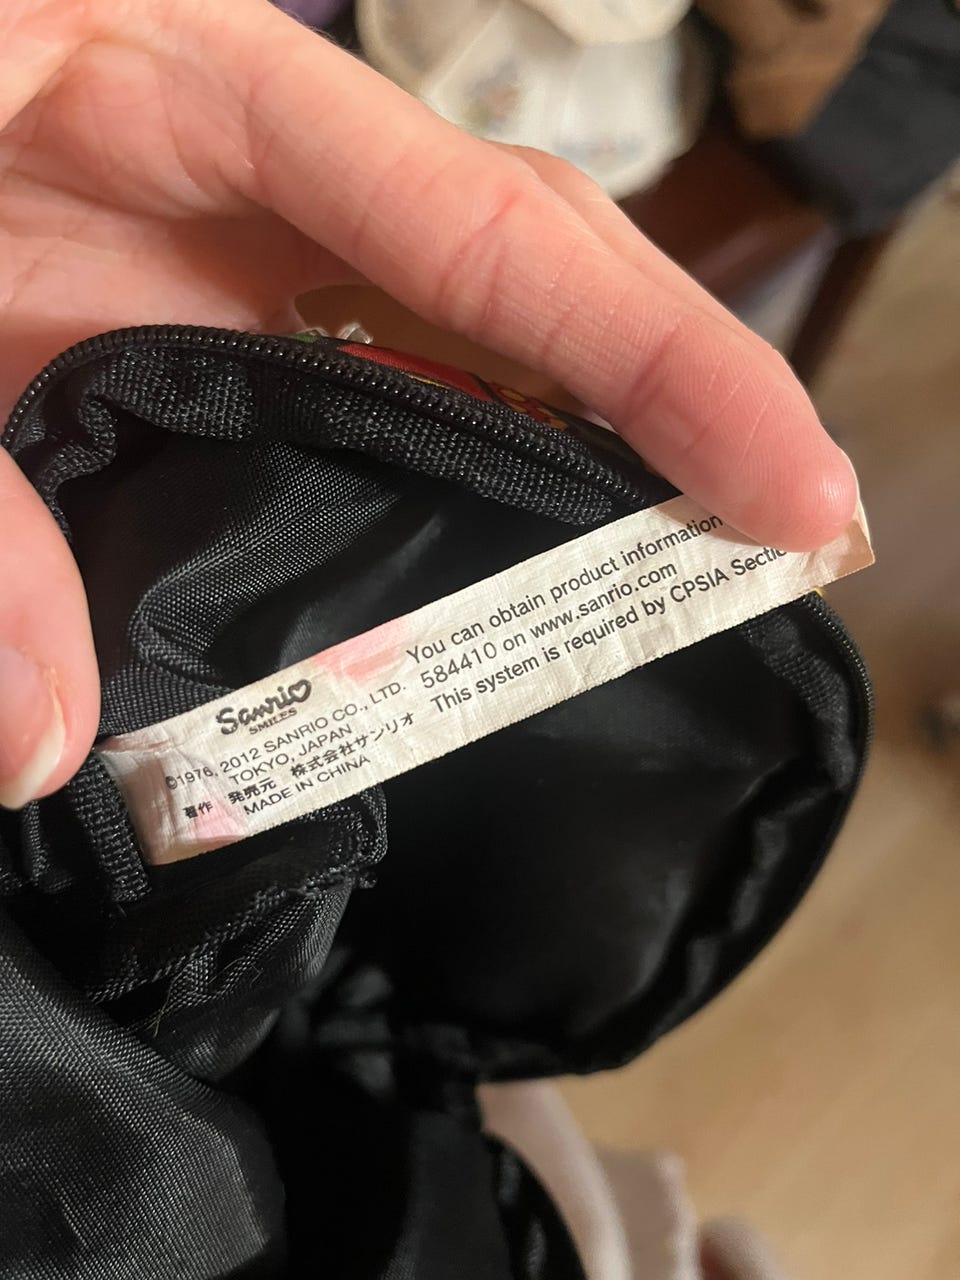 Sanrio
SMILES
©1976, 2012 SANRIO CO., LTD.
TOKYO, JAPAN
著作 発売元 株式会社サンリオ
MADE IN CHINA
You can obtain product information
584410 on www.sanrio.com
This system is required by CPSIA